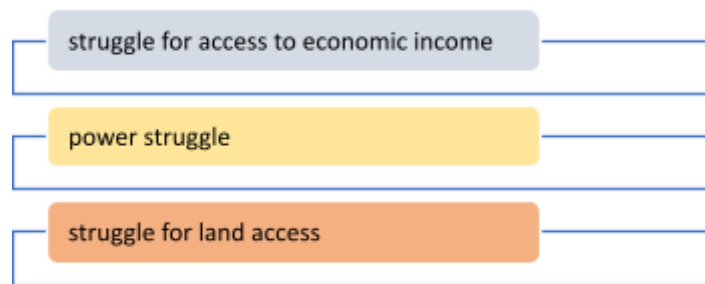 struggle for access to economic income
power struggle
struggle for land access